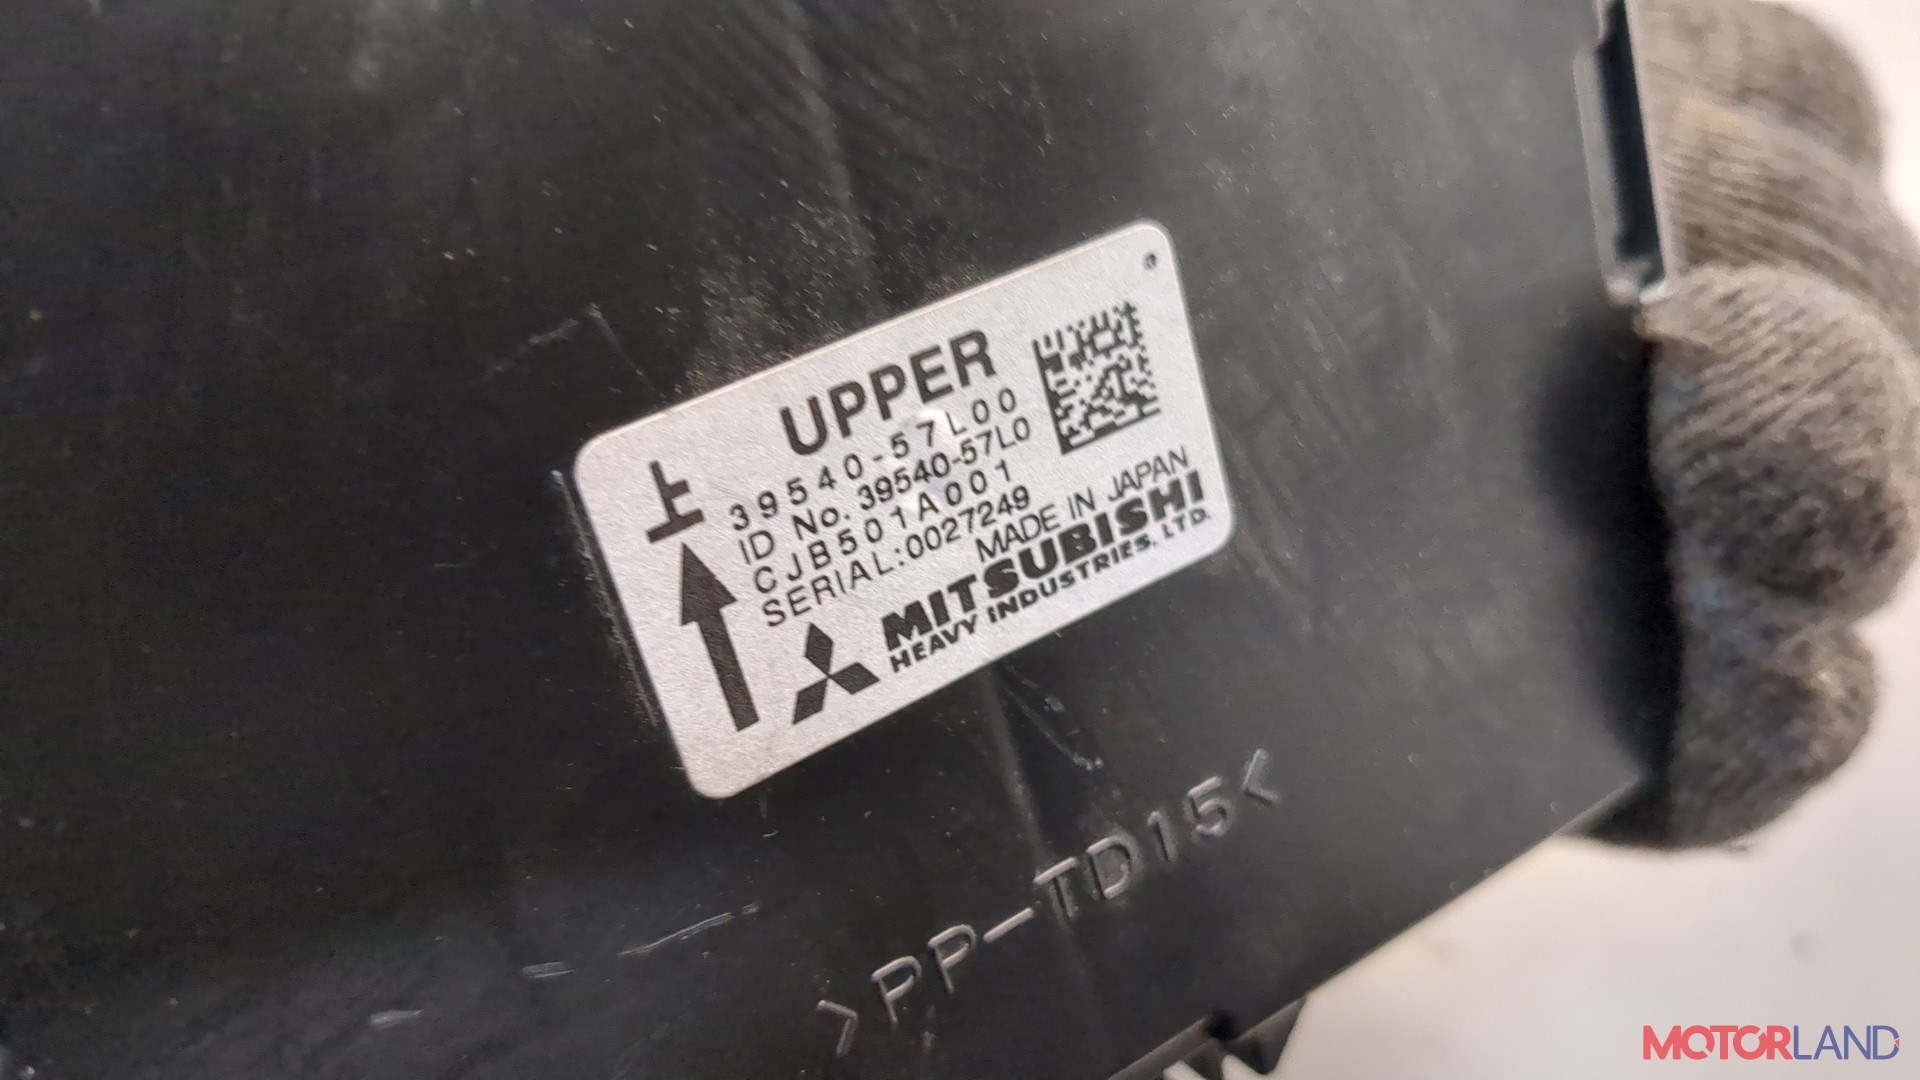 上
UPPER
39540-57L00
ID No. 39540-57L0
CJB501A001
SERIAL:0027249
MADE IN JAPAN
MITSUBISHI
HEAVY INDUSTRIES, LTD.
>PP-TD15<
MOTORLAND